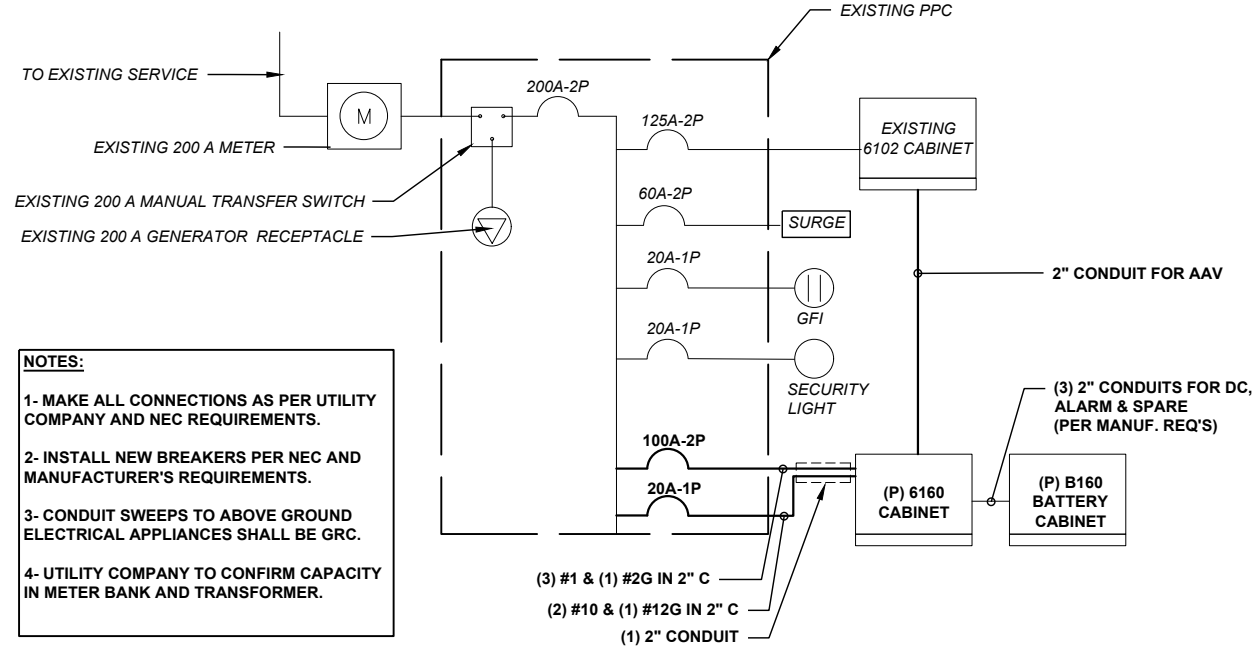 EXISTING PPC
TO EXISTING SERVICE
M
EXISTING 200 A METER
EXISTING 200 A MANUAL TRANSFER SWITCH
EXISTING 200 A GENERATOR RECEPTACLE
200A-2P
125A-2P
EXISTING
6102 CABINET
60A-2P
SURGE
20A-1P
GFI
20A-1P
SECURITY
LIGHT
2" CONDUIT FOR AAV
NOTES:
1- MAKE ALL CONNECTIONS AS PER UTILITY
COMPANY AND NEC REQUIREMENTS.
2- INSTALL NEW BREAKERS PER NEC AND
MANUFACTURER'S REQUIREMENTS.
3- CONDUIT SWEEPS TO ABOVE GROUND
ELECTRICAL APPLIANCES SHALL BE GRC.
4- UTILITY COMPANY TO CONFIRM CAPACITY
IN METER BANK AND TRANSFORMER.
100A-2P
20A-1P
(P) 6160
CABINET
(P) B160
BATTERY
CABINET
(3) 2" CONDUITS FOR DC,
ALARM & SPARE
(PER MANUF. REQ'S)
(3) #1 & (1) #2G IN 2" C
(2) #10 & (1) #12G IN 2" C
(1) 2" CONDUIT